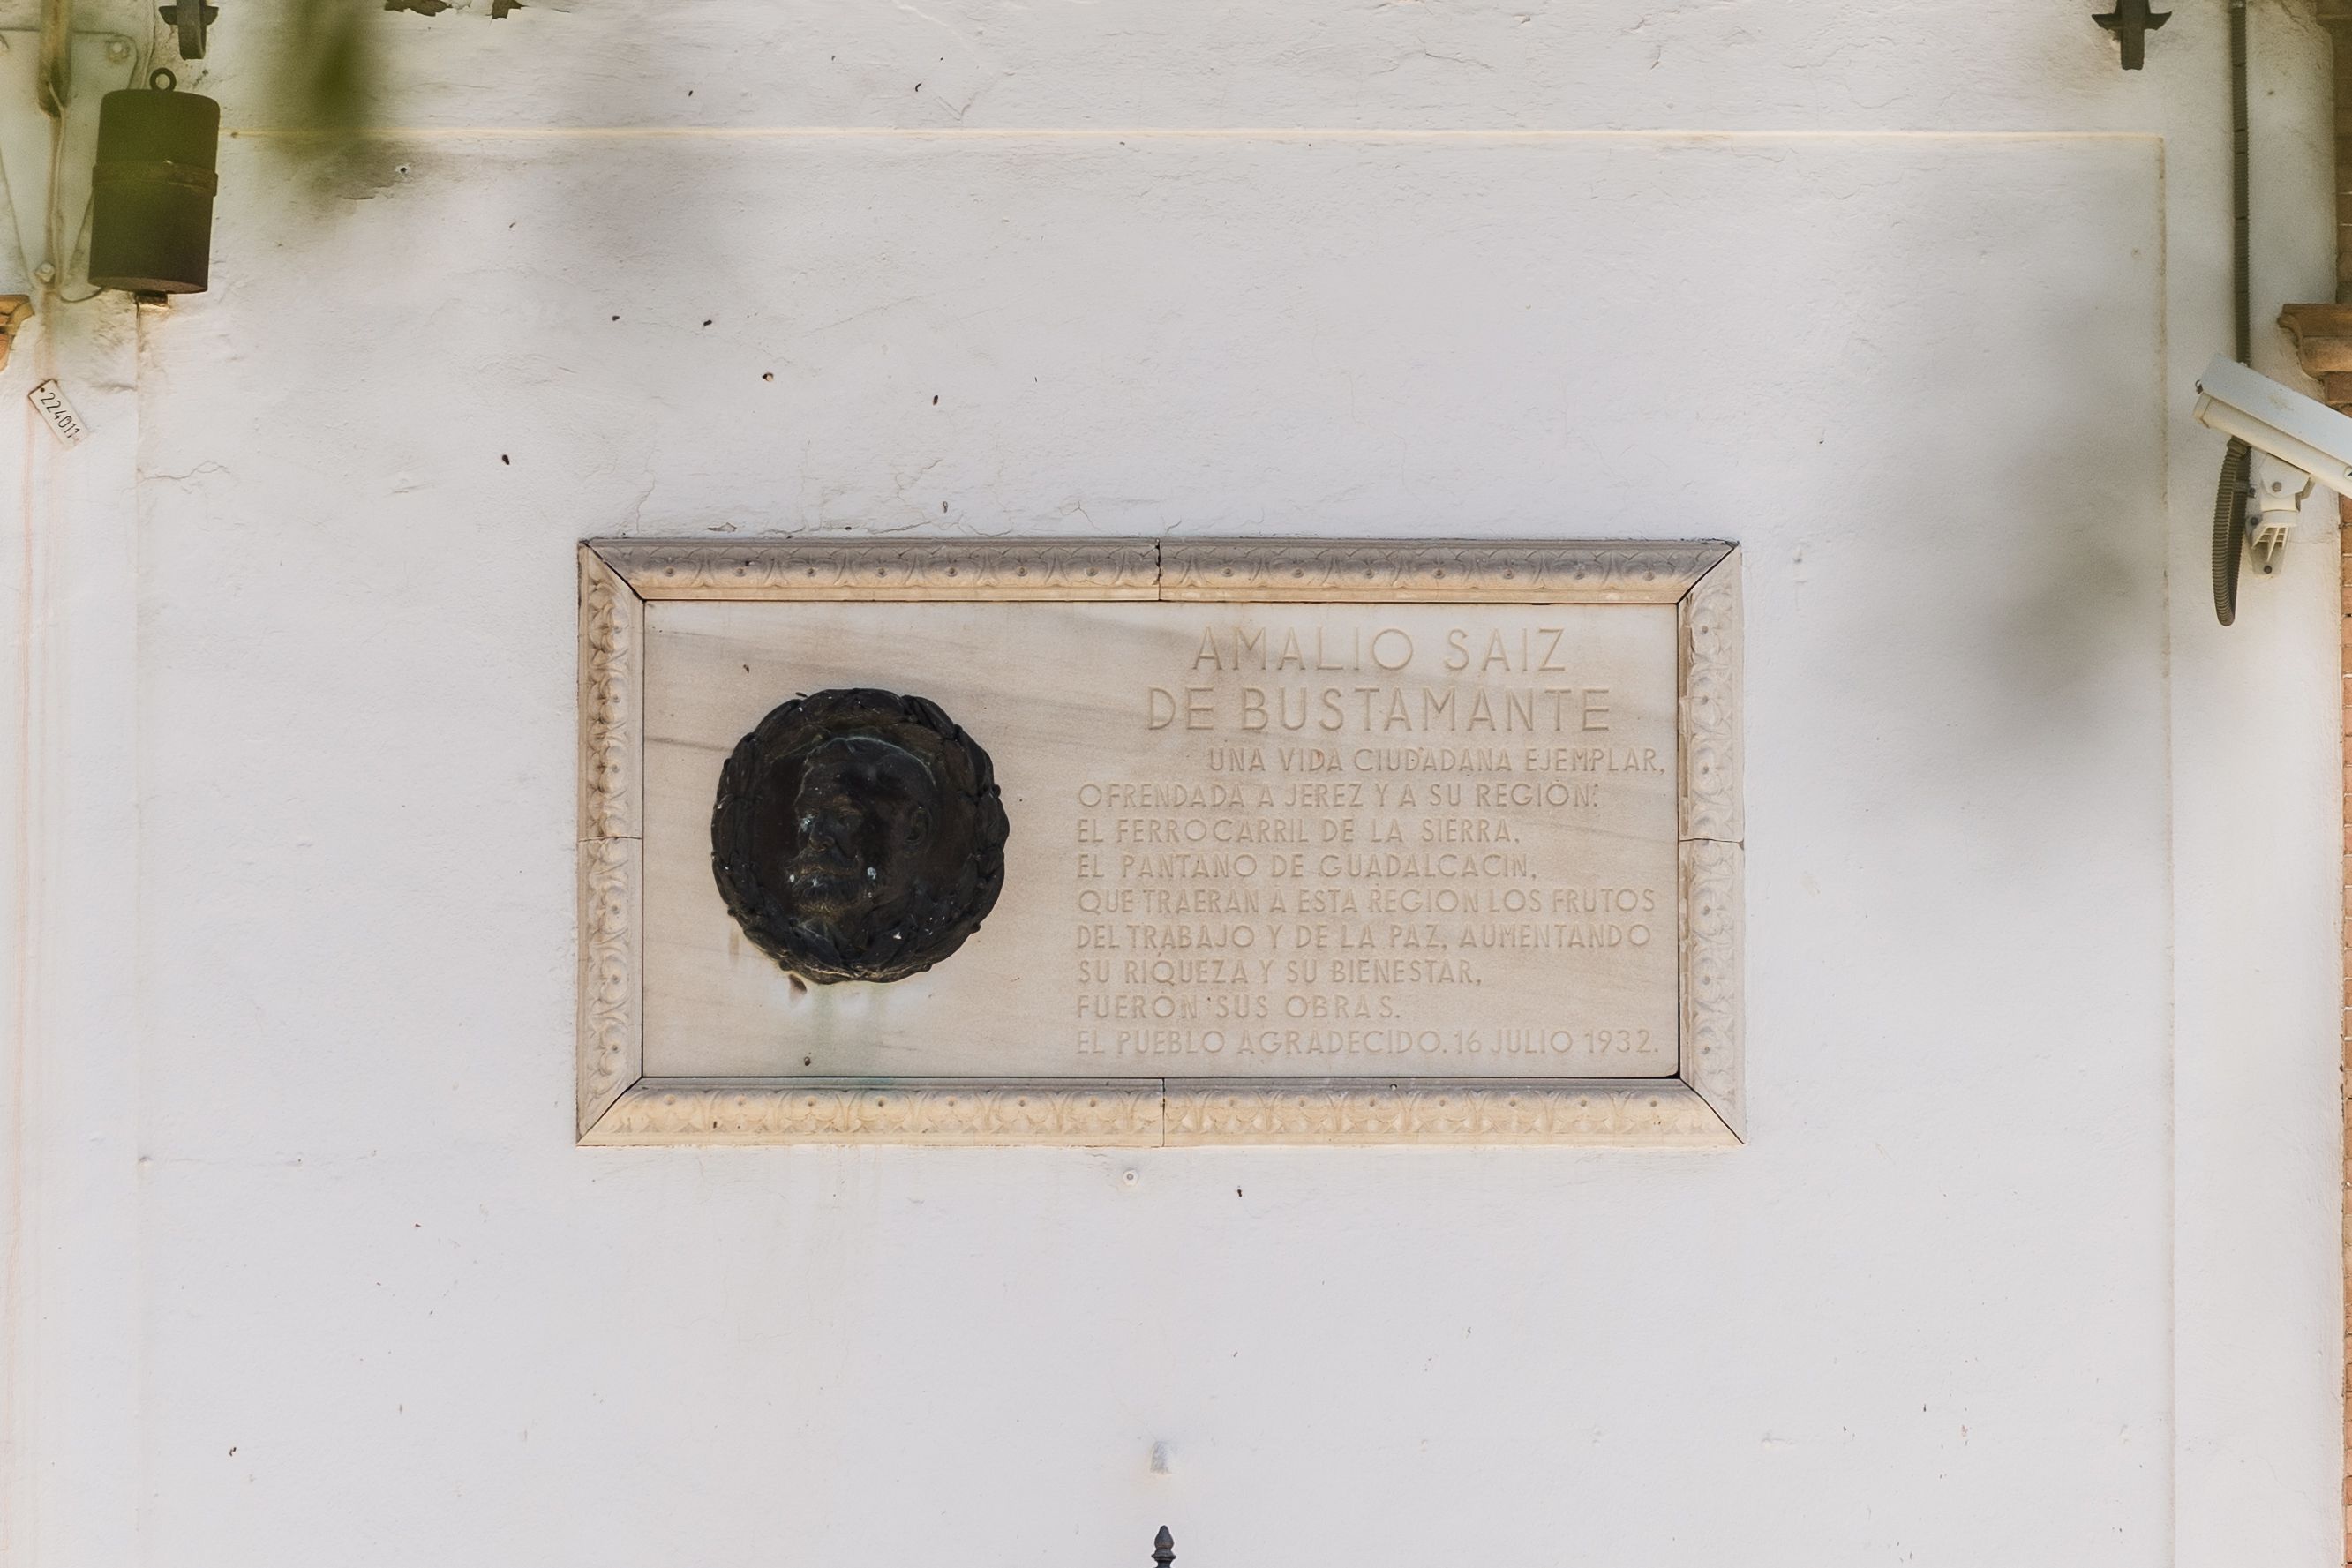 224011
AMALIO SAIZ
DE BUSTAMANTE
UNA VIDA CIUDADANA EJEMPLAR,
OFRENDADA A JEREZ Y A SU REGION:
EL FERROCARRIL DE LA SIERRA,
EL PANTANO DE GUADALCACIN,
QUE TRAERAN A ESTA REGION LOS FRUTOS
DEL TRABAJO Y DE LA PAZ, AUMENTANDO
SU RIQUEZA Y SU BIENESTAR,
FUERON SUS OBRAS.
EL PUEBLO AGRADECIDO. 16 JULIO 1932.